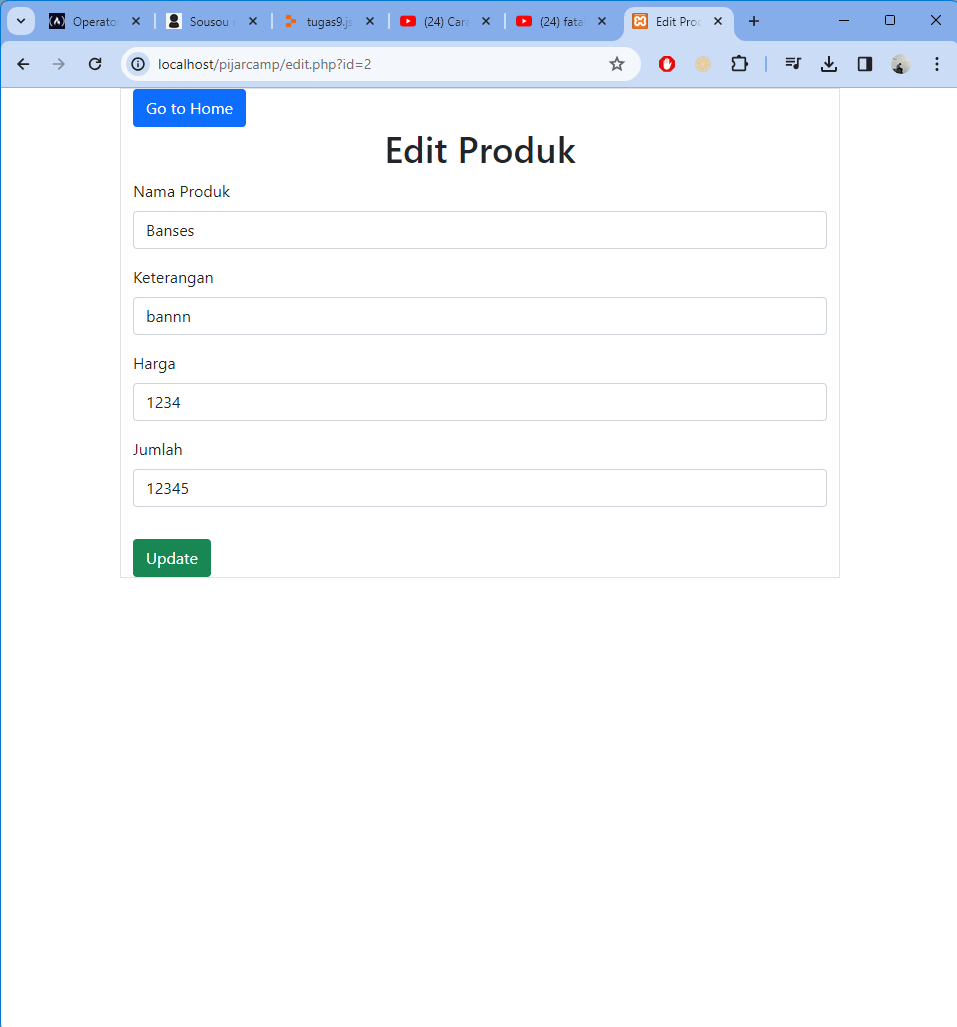 Operato
Sousou
tugas9.js
(24) Cara
(24) fata
Edit Prod
localhost/pijarcamp/edit.php?id=2
Go to Home
Edit Produk
Nama Produk
Banses
Keterangan
bannn
Harga
1234
Jumlah
12345
Update